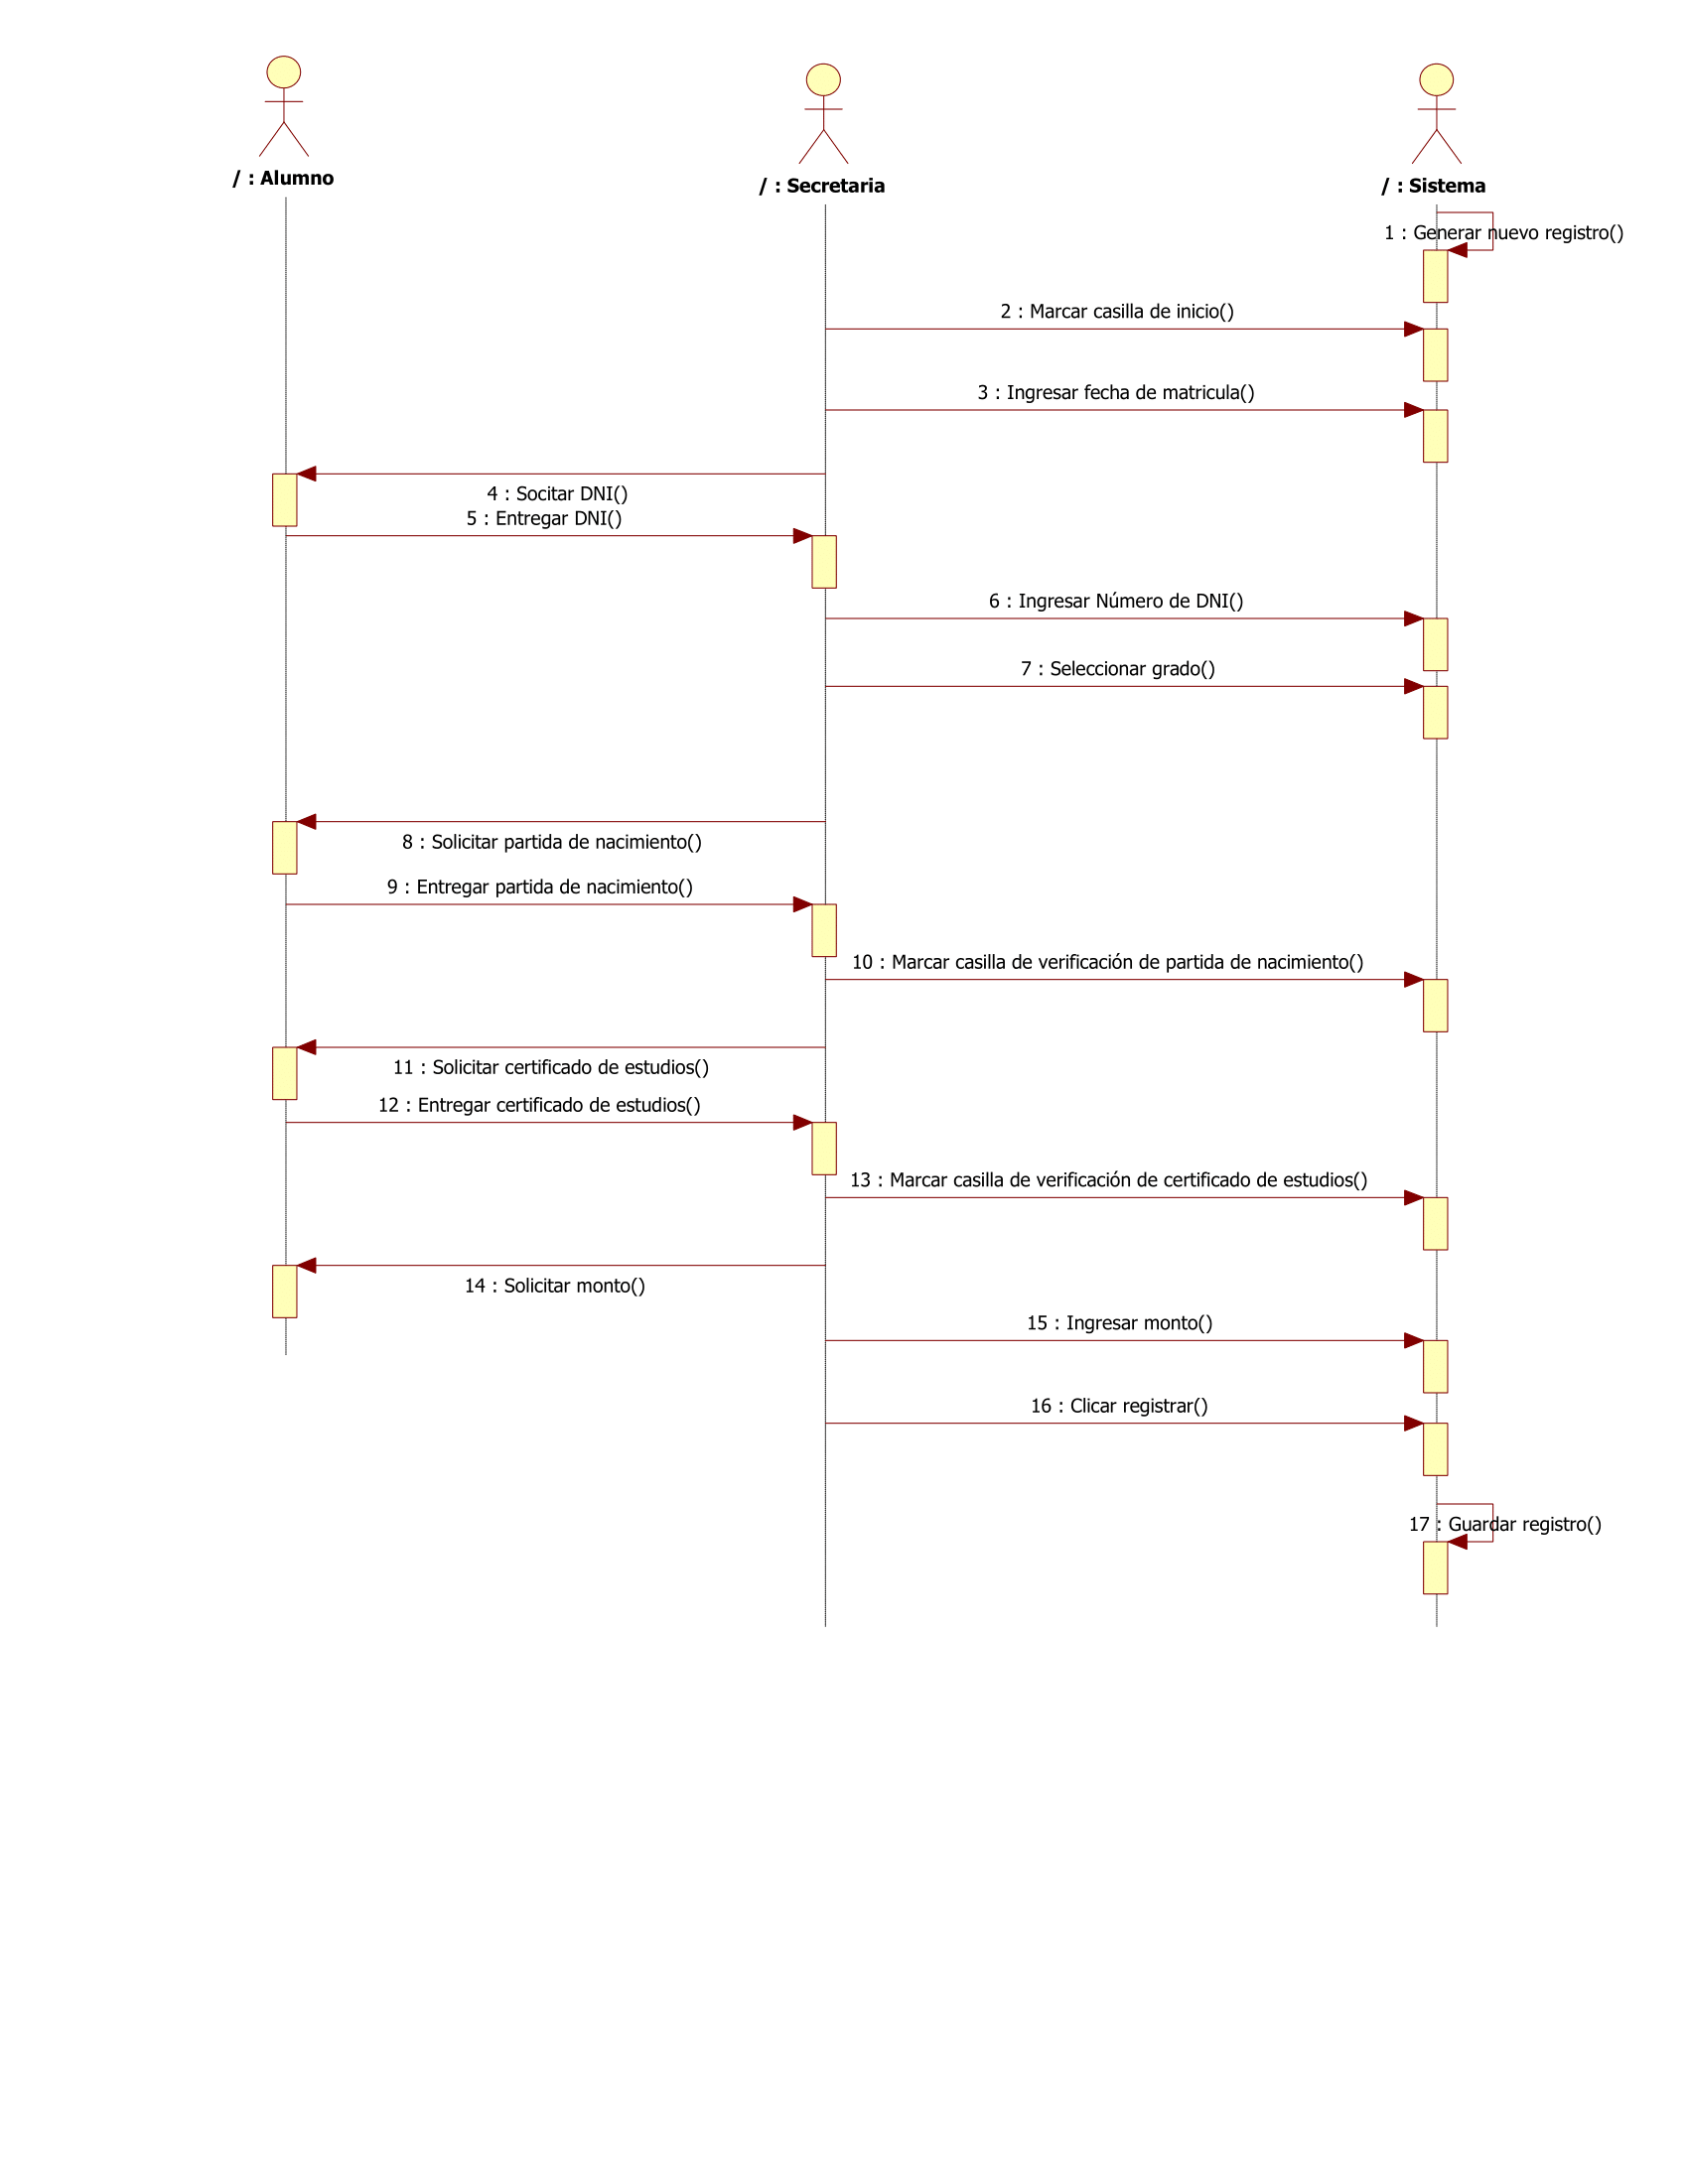 / : Alumno
/ : Secretaria
/ : Sistema
1 : Generar nuevo registro()
2 : Marcar casilla de inicio()
3 : Ingresar fecha de matricula()
4 : Socitar DNI()
5 : Entregar DNI()
6 : Ingresar Número de DNI()
7 : Seleccionar grado()
8 : Solicitar partida de nacimiento()
9 : Entregar partida de nacimiento()
10 : Marcar casilla de verificación de partida de nacimiento()
11 : Solicitar certificado de estudios()
12 : Entregar certificado de estudios()
13 : Marcar casilla de verificación de certificado de estudios()
14 : Solicitar monto()
15 : Ingresar monto()
16 : Clicar registrar()
17 : Guardar registro()